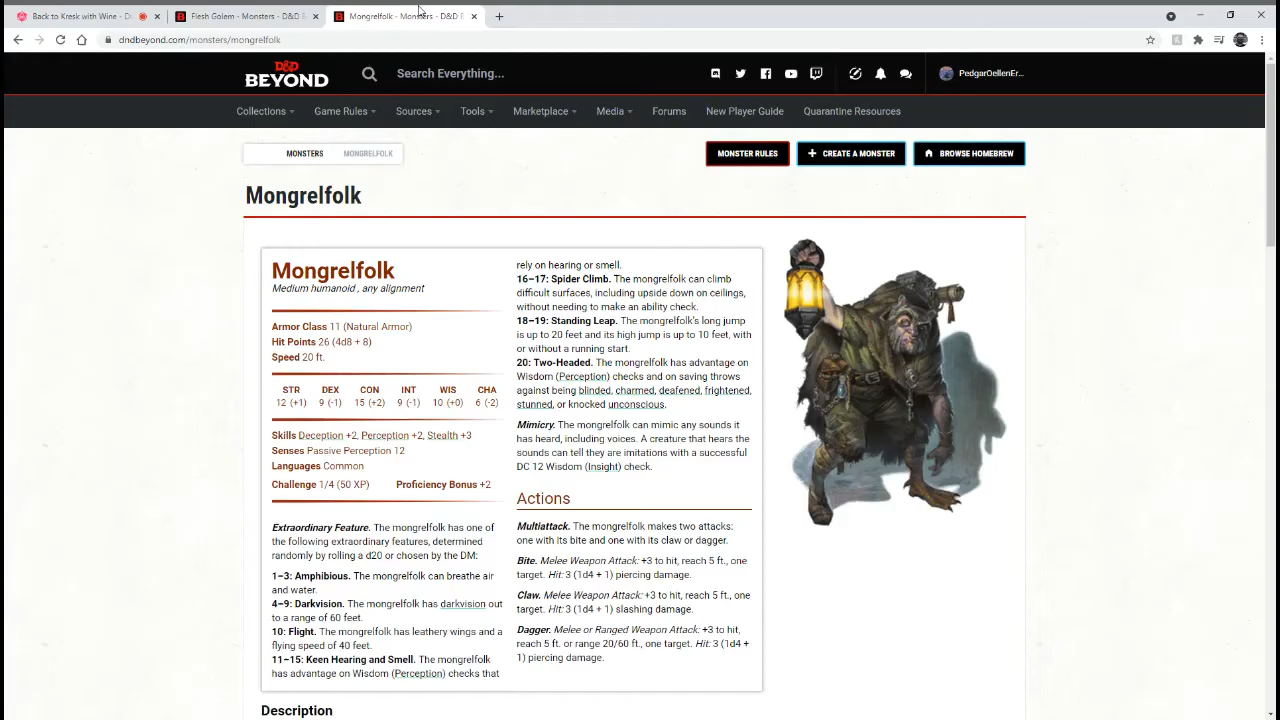 Back to Kresk with Wine - D
Flesh Golem - Monsters - D&D B
Mongrelfolk - Monsters - D&D B
dndbeyond.com/monsters/mongrelfolk
D&D
BEYOND
Search Everything...
PedgarOellenEr...
Collections
Game Rules
Sources
Tools
Marketplace
Media
Forums
New Player Guide
Quarantine Resources
MONSTERS
MONGRELFOLK
MONSTER RULES
CREATE A MONSTER
BROWSE HOMEBREW
Mongrelfolk
Mongrelfolk
Medium humanoid , any alignment
Armor Class 11 (Natural Armor)
Hit Points 26 (4d8 + 8)
Speed 20 ft.
STR DEX CON INT WIS CHA
12 (+1) 9 (-1) 15 (+2) 9 (-1) 10 (+0) 6 (-2)
Skills Deception +2, Perception +2, Stealth +3
Senses Passive Perception 12
Languages Common
Challenge 1/4 (50 XP) Proficiency Bonus +2
Extraordinary Feature. The mongrelfolk has one of
the following extraordinary features, determined
randomly by rolling a d20 or chosen by the DM:
1–3: Amphibious. The mongrelfolk can breathe air
and water.
4–9: Darkvision. The mongrelfolk has darkvision out
to a range of 60 feet.
10: Flight. The mongrelfolk has leathery wings and a
flying speed of 40 feet.
11–15: Keen Hearing and Smell. The mongrelfolk
has advantage on Wisdom (Perception) checks that
rely on hearing or smell.
16–17: Spider Climb. The mongrelfolk can climb
difficult surfaces, including upside down on ceilings,
without needing to make an ability check.
18–19: Standing Leap. The mongrelfolk's long jump
is up to 20 feet and its high jump is up to 10 feet, with
or without a running start.
20: Two-Headed. The mongrelfolk has advantage on
Wisdom (Perception) checks and on saving throws
against being blinded, charmed, deafened, frightened,
stunned, or knocked unconscious.
Mimicry. The mongrelfolk can mimic any sounds it
has heard, including voices. A creature that hears the
sounds can tell they are imitations with a successful
DC 12 Wisdom (Insight) check.
Actions
Multiattack. The mongrelfolk makes two attacks:
one with its bite and one with its claw or dagger.
Bite. Melee Weapon Attack: +3 to hit, reach 5 ft., one
target. Hit: 3 (1d4 + 1) piercing damage.
Claw. Melee Weapon Attack: +3 to hit, reach 5 ft., one
target. Hit: 3 (1d4 + 1) slashing damage.
Dagger. Melee or Ranged Weapon Attack: +3 to hit,
reach 5 ft. or range 20/60 ft., one target. Hit: 3 (1d4 +
1) piercing damage.
Description